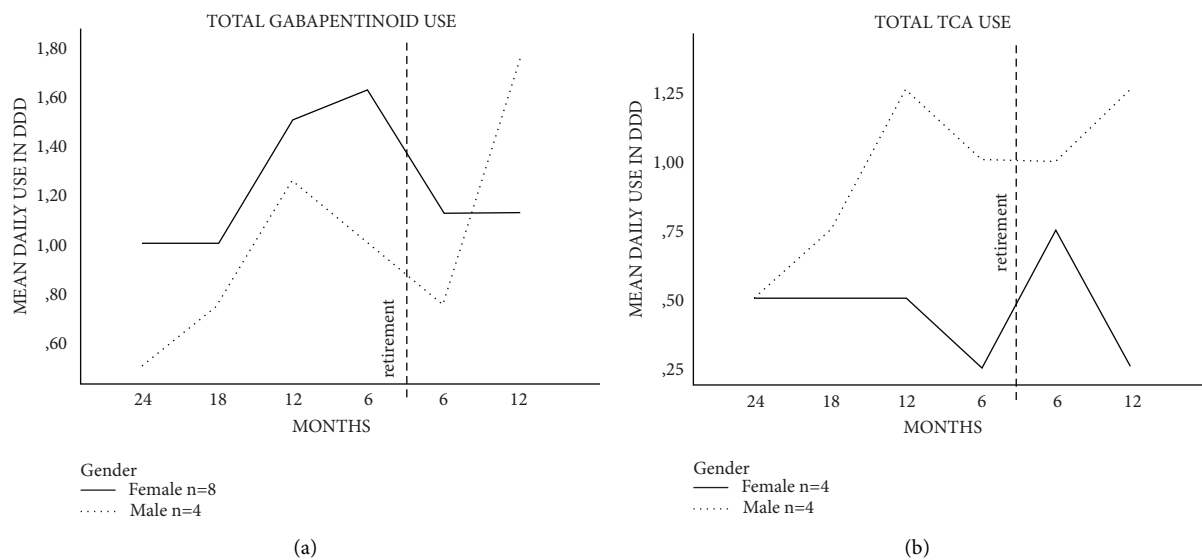 TOTAL GABAPENTINOID USE
MEAN DAILY USE IN DDD
1,80
1,60
1,40
1,20
1,00
,80
,60
retirement
24 18 12 6 6 12
MONTHS
Gender
Female n=8
Male n=4
(a)
TOTAL TCA USE
MEAN DAILY USE IN DDD
1,25
1,00
,75
,50
,25
retirement
24 18 12 6 6 12
MONTHS
Gender
Female n=4
Male n=4
(b)